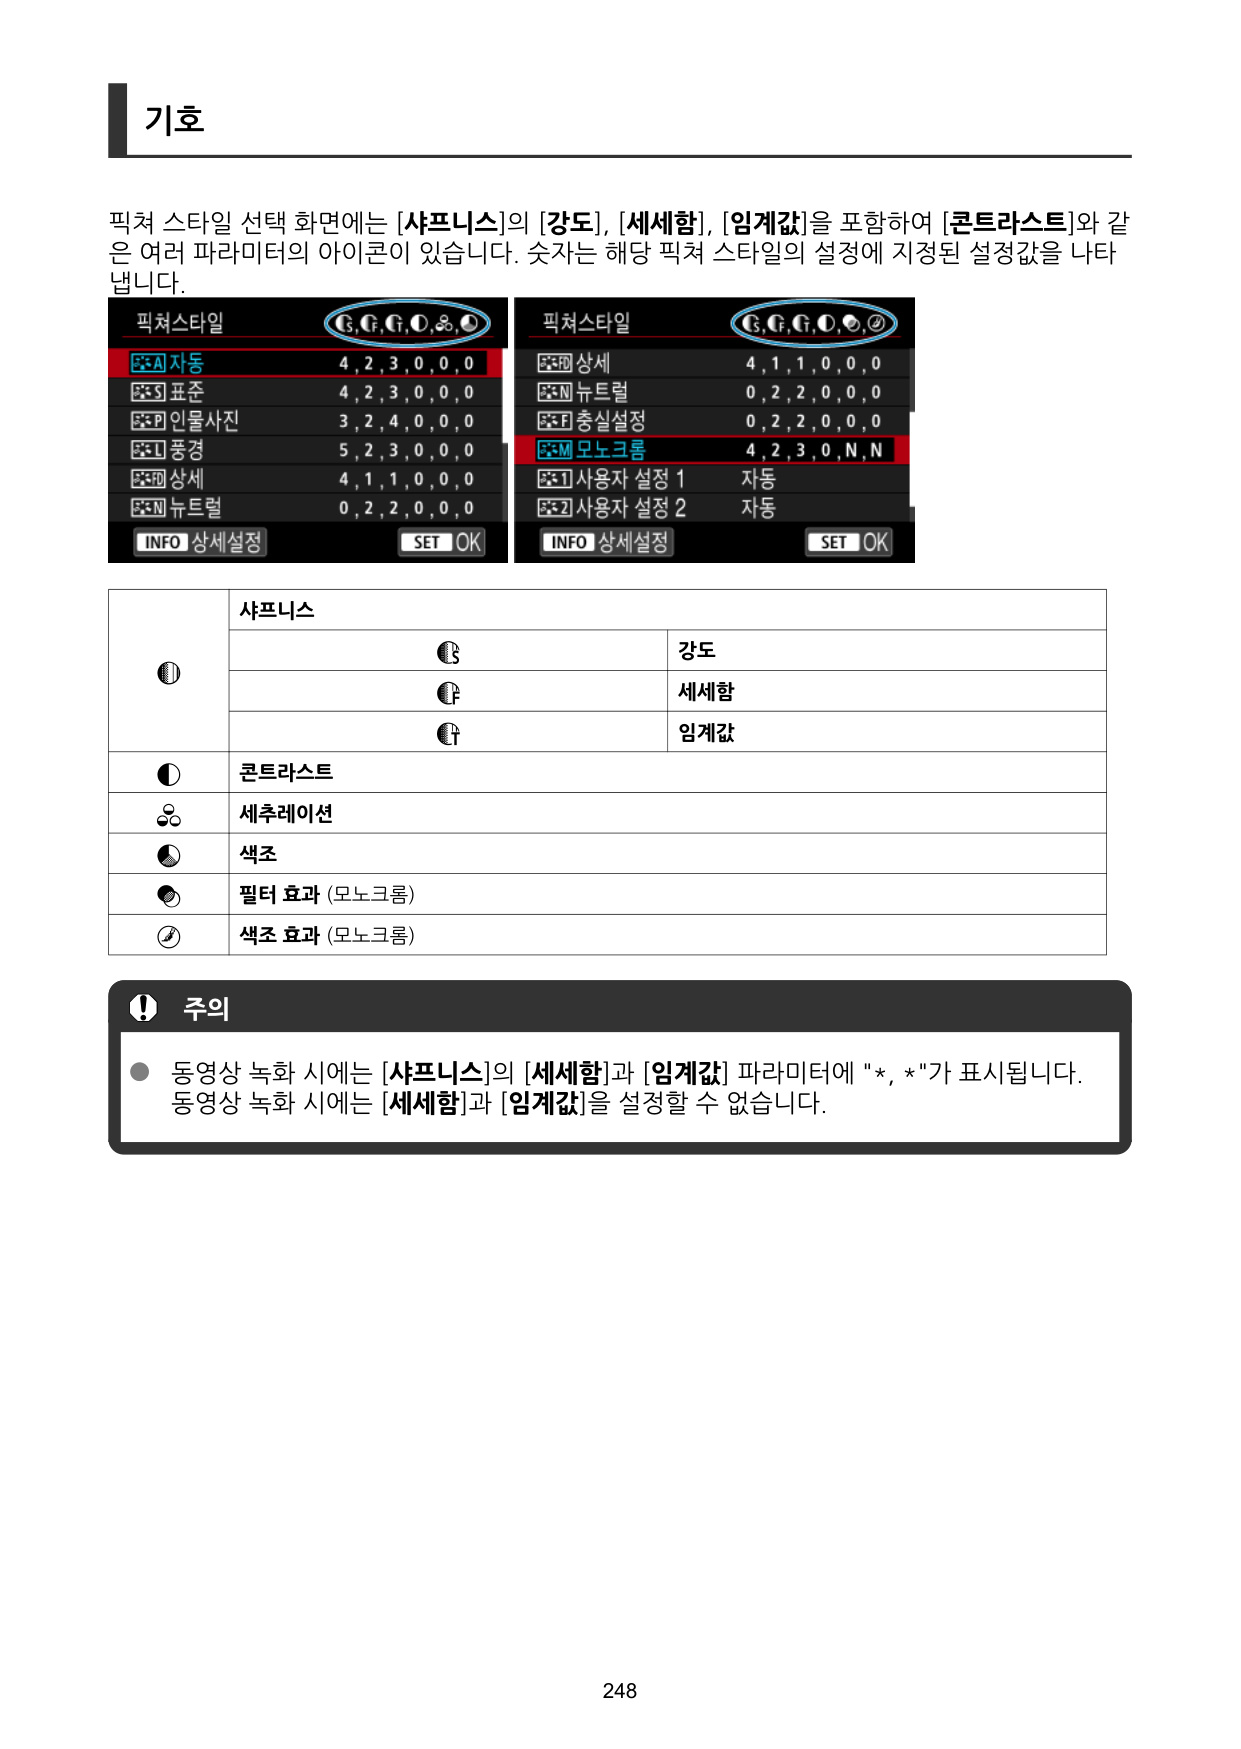 기호
픽쳐 스타일 선택 화면에는 [샤프니스]의 [강도], [세세함], [임계값]을 포함하여 [콘트라스트]와 같
은 여러 파라미터의 아이콘이 있습니다. 숫자는 해당 픽쳐 스타일의 설정에 지정된 설정값을 나타
냅니다.
픽쳐스타일 S, F, T, , ,
A 자동 4, 2, 3, 0, 0, 0
S 표준 4, 2, 3, 0, 0, 0
P 인물사진 3, 2, 4, 0, 0, 0
L 풍경 5, 2, 3, 0, 0, 0
FD 상세 4, 1, 1, 0, 0, 0
N 뉴트럴 0, 2, 2, 0, 0, 0
INFO 상세설정 SET OK
픽쳐스타일 S, F, T, , ,
FD 상세 4, 1, 1, 0, 0, 0
N 뉴트럴 0, 2, 2, 0, 0, 0
F 충실설정 0, 2, 2, 0, 0, 0
M 모노크롬 4, 2, 3, 0, N, N
1 사용자 설정 1 자동
2 사용자 설정 2 자동
INFO 상세설정 SET OK
샤프니스
S 강도
F 세세함
T 임계값
콘트라스트
세추레이션
색조
필터 효과 (모노크롬)
색조 효과 (모노크롬)
주의
● 동영상 녹화 시에는 [샤프니스]의 [세세함]과 [임계값] 파라미터에 "*, *"가 표시됩니다.
동영상 녹화 시에는 [세세함]과 [임계값]을 설정할 수 없습니다.
248